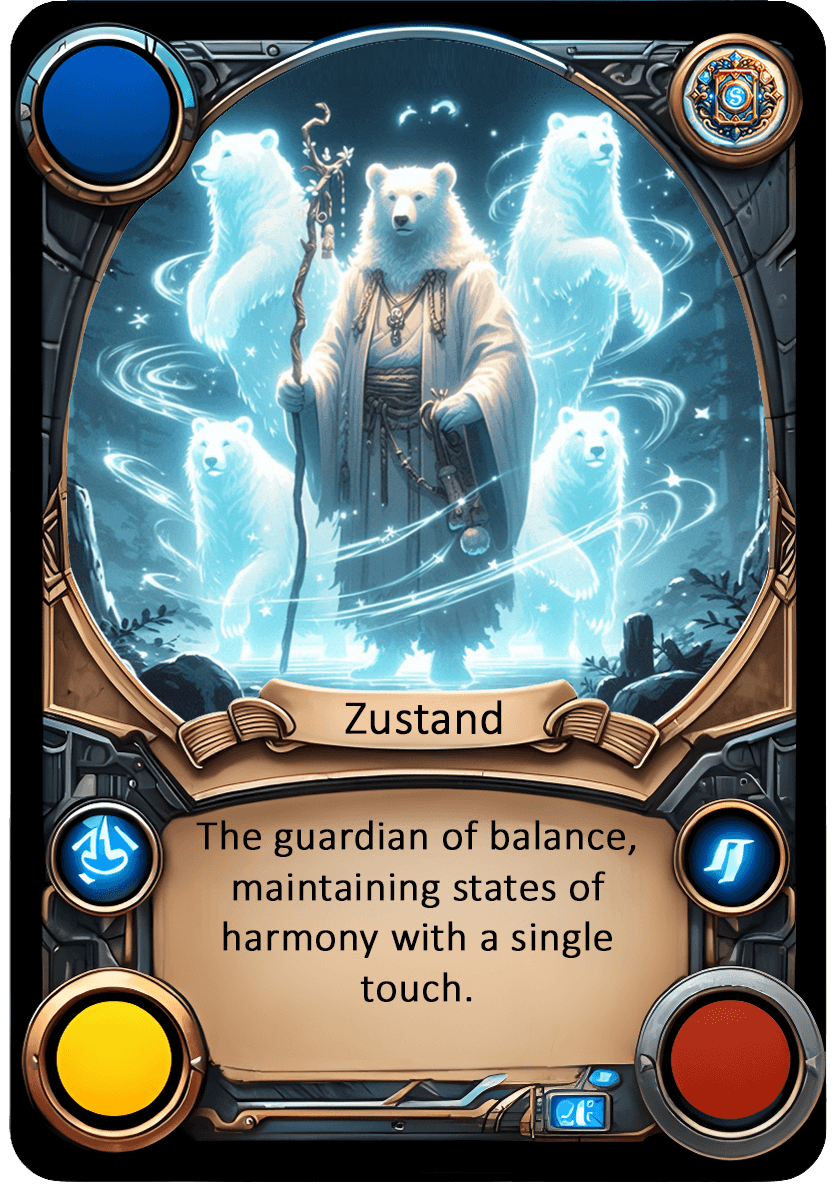 Zustand
The guardian of balance,
maintaining states of
harmony with a single
touch.